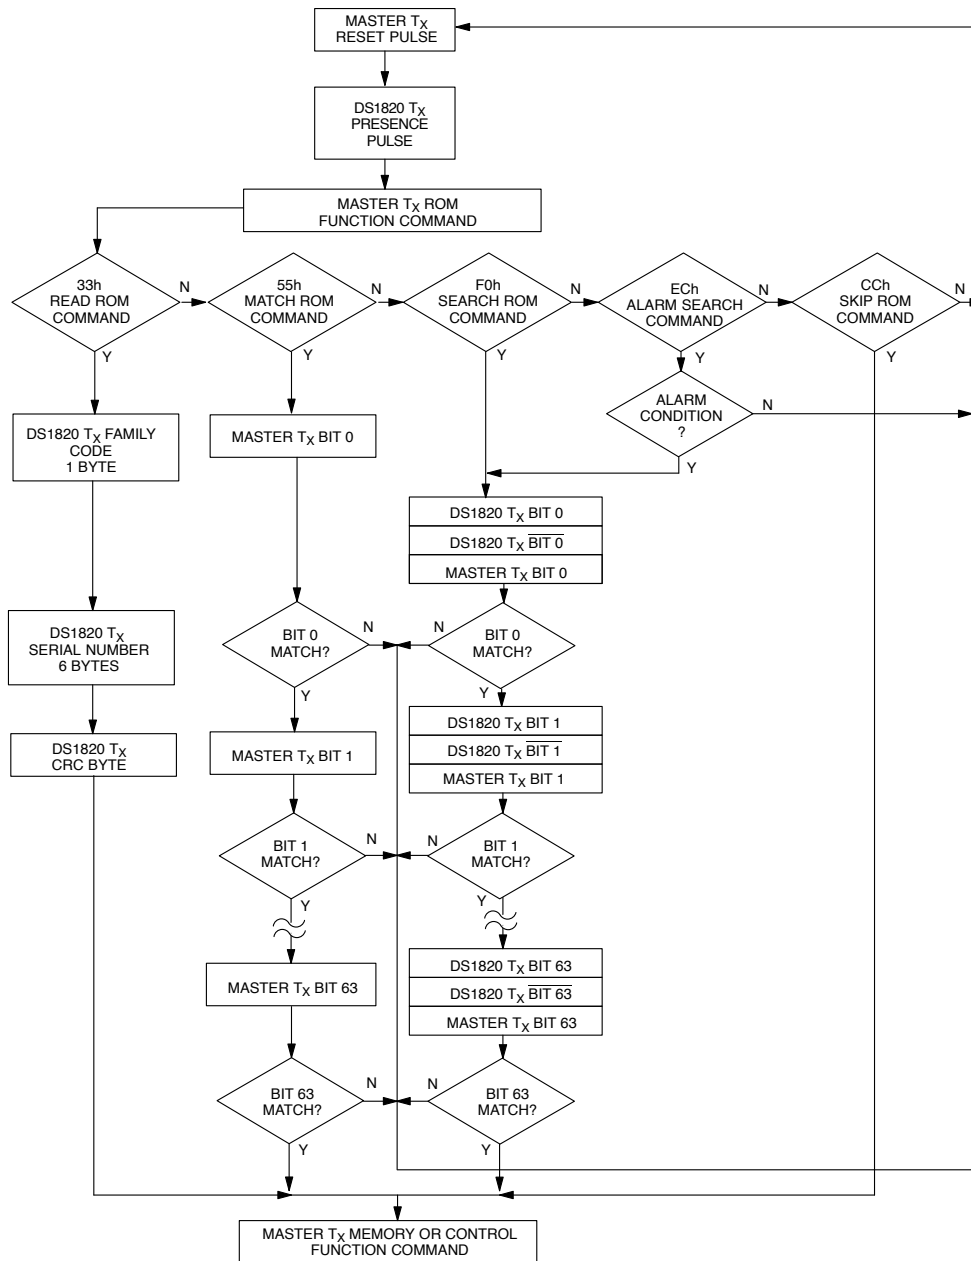 MASTER TX
RESET PULSE
DS1820 TX
PRESENCE
PULSE
MASTER TX ROM
FUNCTION COMMAND
33h
READ ROM
COMMAND
N
Y
55h
MATCH ROM
COMMAND
N
Y
F0h
SEARCH ROM
COMMAND
N
Y
ECh
ALARM SEARCH
COMMAND
N
Y
CCh
SKIP ROM
COMMAND
N
Y
ALARM
CONDITION
?
N
Y
DS1820 TX FAMILY
CODE
1 BYTE
MASTER TX BIT 0
DS1820 TX BIT 0
DS1820 TX BIT 0
MASTER TX BIT 0
DS1820 TX
SERIAL NUMBER
6 BYTES
BIT 0
MATCH?
N
Y
BIT 0
MATCH?
N
Y
DS1820 TX
CRC BYTE
MASTER TX BIT 1
DS1820 TX BIT 1
DS1820 TX BIT 1
MASTER TX BIT 1
BIT 1
MATCH?
N
Y
BIT 1
MATCH?
N
Y
MASTER TX BIT 63
DS1820 TX BIT 63
DS1820 TX BIT 63
MASTER TX BIT 63
BIT 63
MATCH?
N
Y
BIT 63
MATCH?
N
Y
MASTER TX MEMORY OR CONTROL
FUNCTION COMMAND